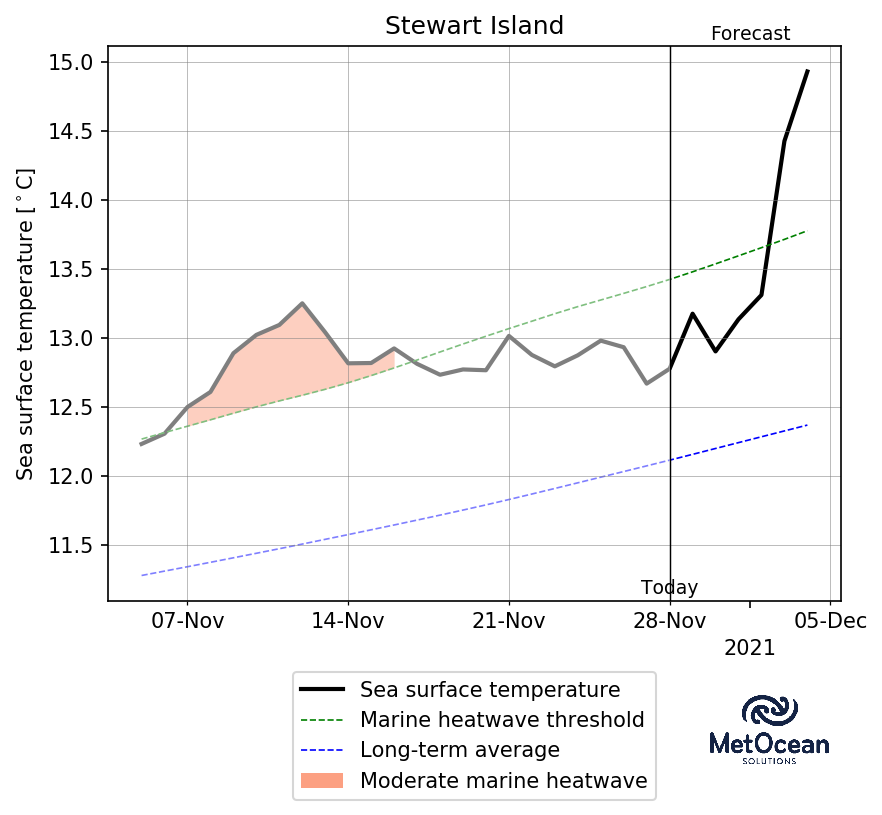 Stewart Island
Forecast
15.0
14.5
14.0
13.5
13.0
12.5
12.0
11.5
Sea surface temperature [°C]
Today
07-Nov 14-Nov 21-Nov 28-Nov 05-Dec
2021
Sea surface temperature
Marine heatwave threshold
Long-term average
Moderate marine heatwave
MetOcean
SOLUTIONS